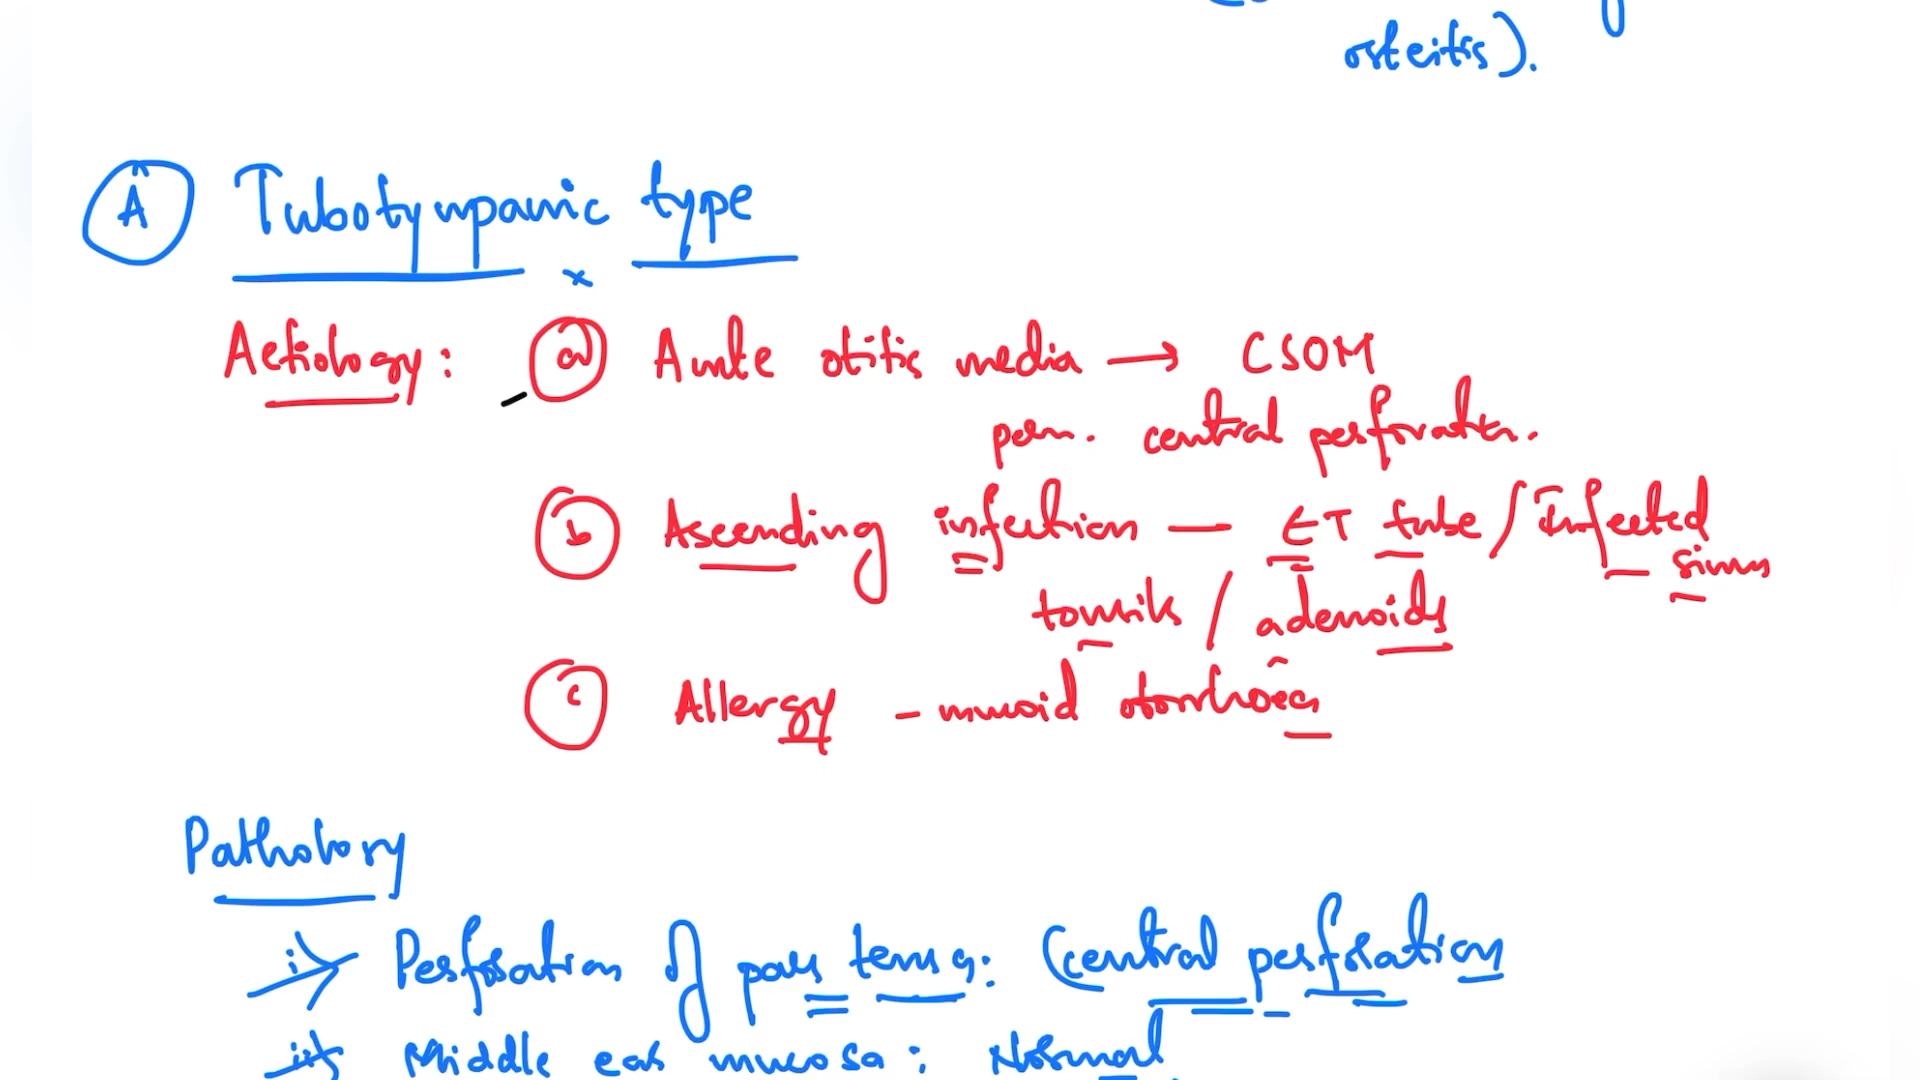 osteitis).
A Tubotympanic type
Aetiology: a Acute otitis media → CSOM
perm. central perforation.
b Ascending infection — ET tube / Infected
sinus
tonsils / adenoids
c Allergy - mucoid otorrhoea
Pathology
i) Perforation of pars tensa: (central perforation
ii) Middle ear mucosa: Normal